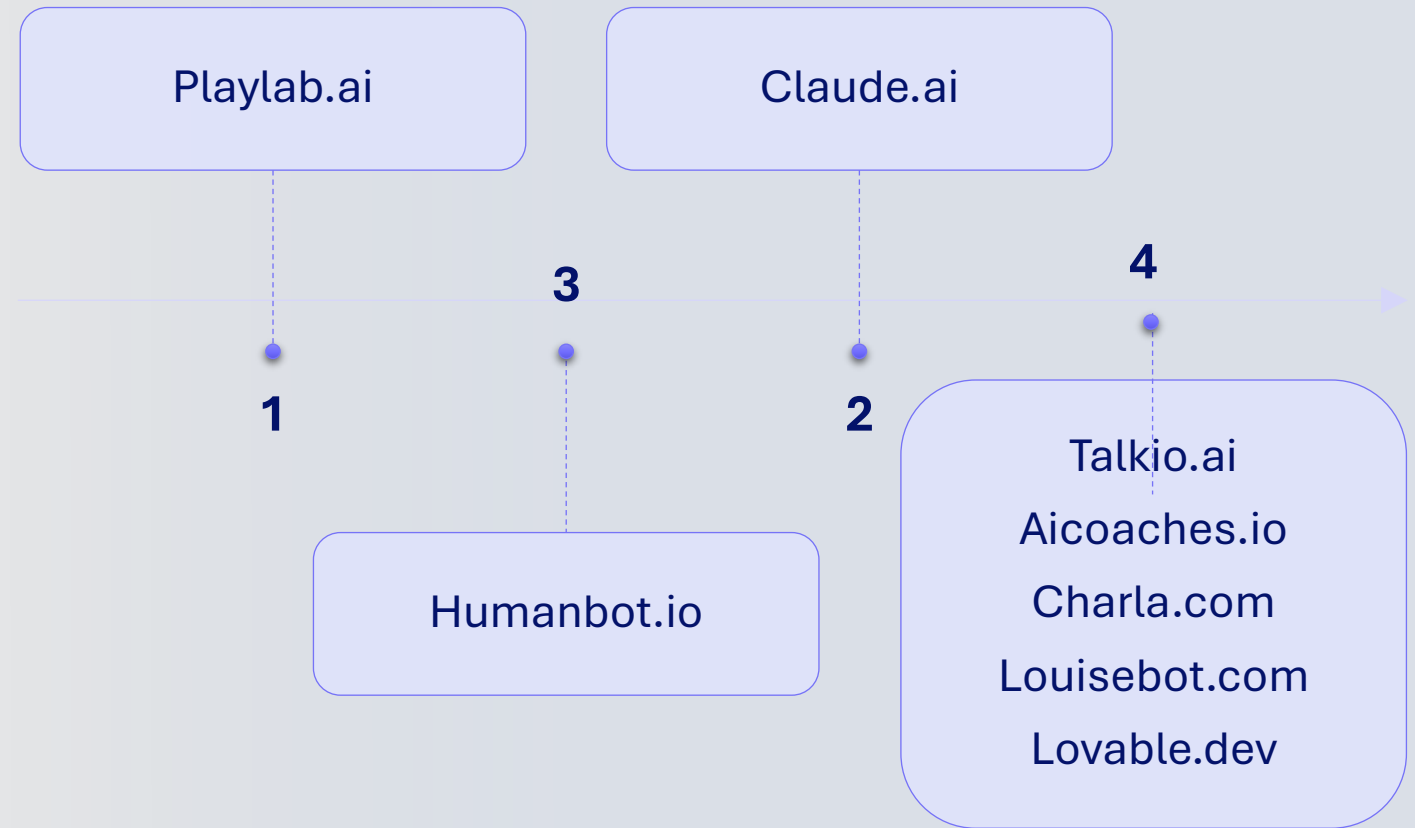 Playlab.ai
Claude.ai
3
4
1
2
Humanbot.io
Talkio.ai
Aicoaches.io
Charla.com
Louisebot.com
Lovable.dev